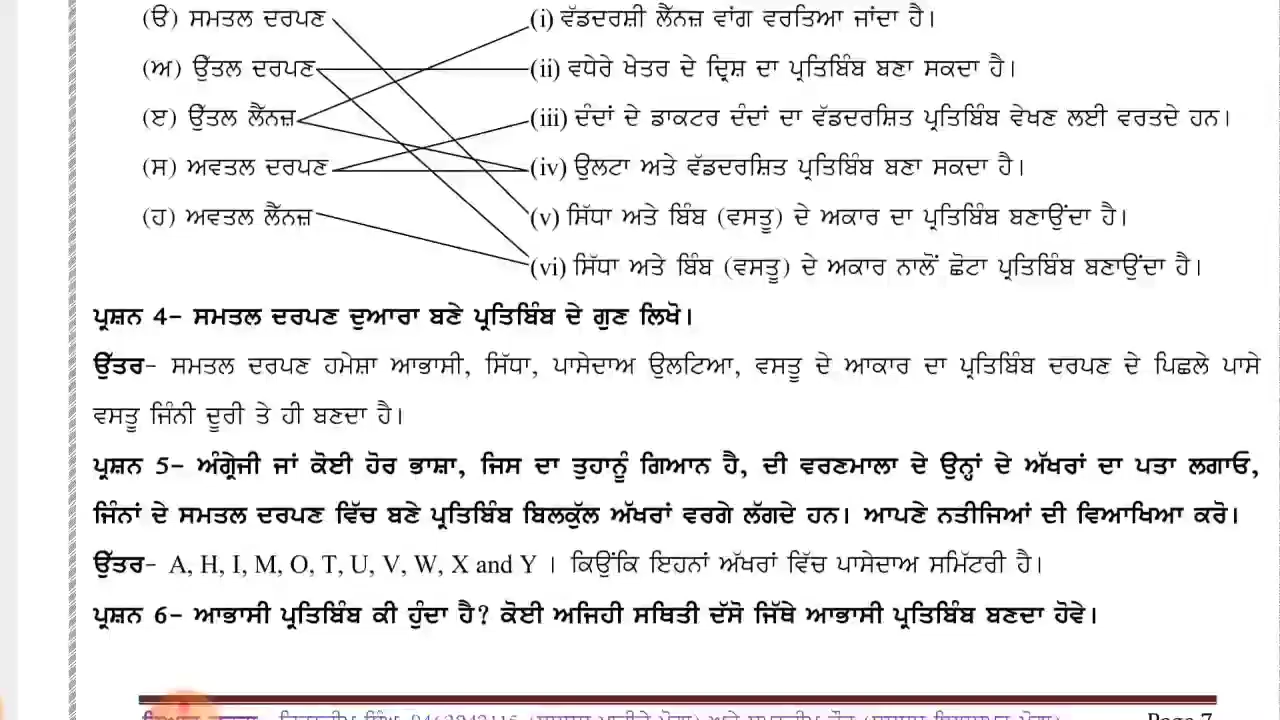 (ੳ) ਸਮਤਲ ਦਰਪਣ (i) ਵੱਡਦਰਸ਼ੀ ਲੈੱਨਜ਼ ਵਾਂਗ ਵਰਤਿਆ ਜਾਂਦਾ ਹੈ।
(ਅ) ਉੱਤਲ ਦਰਪਣ (ii) ਵਧੇਰੇ ਖੇਤਰ ਦੇ ਦ੍ਰਿਸ਼ ਦਾ ਪ੍ਰਤਿਬਿੰਬ ਬਣਾ ਸਕਦਾ ਹੈ।
(ੲ) ਉੱਤਲ ਲੈੱਨਜ਼ (iii) ਦੰਦਾਂ ਦੇ ਡਾਕਟਰ ਦੰਦਾਂ ਦਾ ਵੱਡਦਰਸ਼ਿਤ ਪ੍ਰਤਿਬਿੰਬ ਵੇਖਣ ਲਈ ਵਰਤਦੇ ਹਨ।
(ਸ) ਅਵਤਲ ਦਰਪਣ (iv) ਉਲਟਾ ਅਤੇ ਵੱਡਦਰਸ਼ਿਤ ਪ੍ਰਤਿਬਿੰਬ ਬਣਾ ਸਕਦਾ ਹੈ।
(ਹ) ਅਵਤਲ ਲੈੱਨਜ਼ (v) ਸਿੱਧਾ ਅਤੇ ਬਿੰਬ (ਵਸਤੂ) ਦੇ ਅਕਾਰ ਦਾ ਪ੍ਰਤਿਬਿੰਬ ਬਣਾਉਂਦਾ ਹੈ।
(vi) ਸਿੱਧਾ ਅਤੇ ਬਿੰਬ (ਵਸਤੂ) ਦੇ ਅਕਾਰ ਨਾਲੋਂ ਛੋਟਾ ਪ੍ਰਤਿਬਿੰਬ ਬਣਾਉਂਦਾ ਹੈ।
ਪ੍ਰਸ਼ਨ 4- ਸਮਤਲ ਦਰਪਣ ਦੁਆਰਾ ਬਣੇ ਪ੍ਰਤਿਬਿੰਬ ਦੇ ਗੁਣ ਲਿਖੋ।
ਉੱਤਰ- ਸਮਤਲ ਦਰਪਣ ਹਮੇਸ਼ਾ ਆਭਾਸੀ, ਸਿੱਧਾ, ਪਾਸੇਦਾਅ ਉਲਟਿਆ, ਵਸਤੂ ਦੇ ਆਕਾਰ ਦਾ ਪ੍ਰਤਿਬਿੰਬ ਦਰਪਣ ਦੇ ਪਿਛਲੇ ਪਾਸੇ
ਵਸਤੂ ਜਿੰਨੀ ਦੂਰੀ ਤੇ ਹੀ ਬਣਦਾ ਹੈ।
ਪ੍ਰਸ਼ਨ 5- ਅੰਗ੍ਰੇਜੀ ਜਾਂ ਕੋਈ ਹੋਰ ਭਾਸ਼ਾ, ਜਿਸ ਦਾ ਤੁਹਾਨੂੰ ਗਿਆਨ ਹੈ, ਦੀ ਵਰਣਮਾਲਾ ਦੇ ਉਨ੍ਹਾਂ ਦੇ ਅੱਖਰਾਂ ਦਾ ਪਤਾ ਲਗਾਓ,
ਜਿੰਨਾਂ ਦੇ ਸਮਤਲ ਦਰਪਣ ਵਿੱਚ ਬਣੇ ਪ੍ਰਤਿਬਿੰਬ ਬਿਲਕੁੱਲ ਅੱਖਰਾਂ ਵਰਗੇ ਲੱਗਦੇ ਹਨ। ਆਪਣੇ ਨਤੀਜਿਆਂ ਦੀ ਵਿਆਖਿਆ ਕਰੋ।
ਉੱਤਰ- A, H, I, M, O, T, U, V, W, X and Y । ਕਿਉਂਕਿ ਇਹਨਾਂ ਅੱਖਰਾਂ ਵਿੱਚ ਪਾਸੇਦਾਅ ਸਮਿੱਟਰੀ ਹੈ।
ਪ੍ਰਸ਼ਨ 6- ਆਭਾਸੀ ਪ੍ਰਤਿਬਿੰਬ ਕੀ ਹੁੰਦਾ ਹੈ? ਕੋਈ ਅਜਿਹੀ ਸਥਿਤੀ ਦੱਸੋ ਜਿੱਥੇ ਆਭਾਸੀ ਪ੍ਰਤਿਬਿੰਬ ਬਣਦਾ ਹੋਵੇ।
Page 7